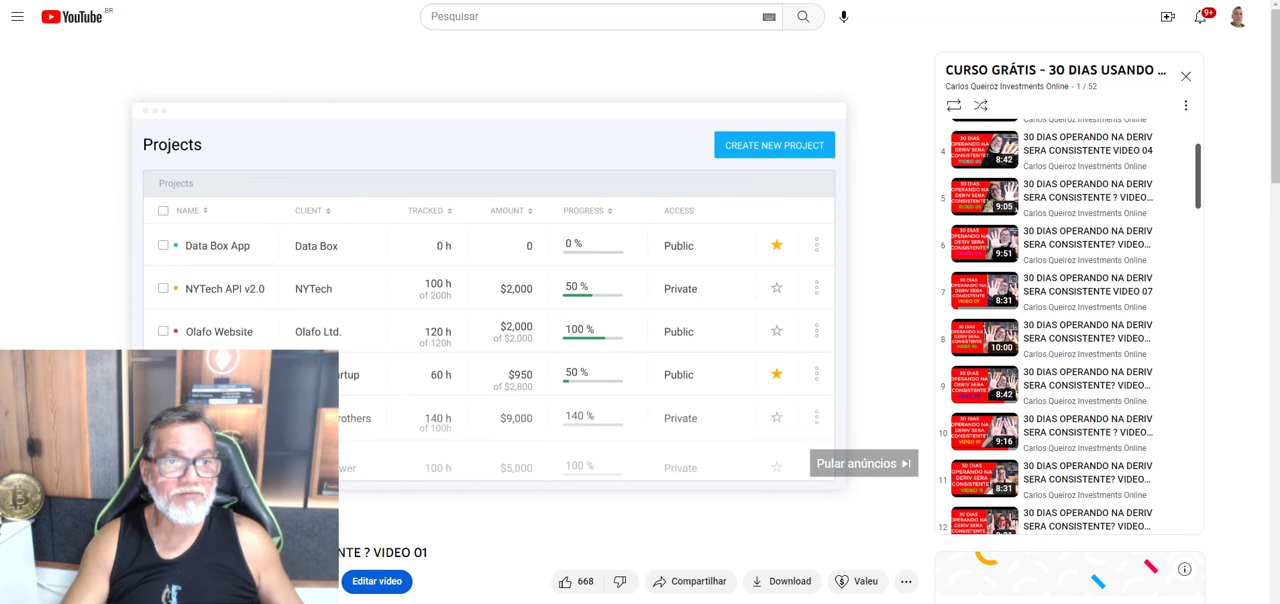 YouTube BR
Pesquisar
9+
Projects
CREATE NEW PROJECT
Projects
NAME CLIENT TRACKED AMOUNT PROGRESS ACCESS
Data Box App Data Box 0 h 0 0 % Public
NYTech API v2.0 NYTech 100 h $2,000 50 % Private
of 200h
Olafo Website Olafo Ltd. 120 h $2,000 100 % Public
of 120h of $2,000
artup 60 h $950 50 % Public
of $2,800
rothers 140 h $9,000 140 % Private
of 100h
wer 100 h $5,000 100 % Private
Pular anúncios
ENTE ? VIDEO 01
Editar vídeo
668
Compartilhar
Download
Valeu
CURSO GRÁTIS - 30 DIAS USANDO ...
Carlos Queiroz Investments Online - 1 / 52
Carlos Queiroz Investments Online
4
8:42
30 DIAS OPERANDO NA DERIV
SERA CONSISTENTE VIDEO 04
Carlos Queiroz Investments Online
5
9:05
30 DIAS OPERANDO NA DERIV
SERA CONSISTENTE ? VIDEO...
Carlos Queiroz Investments Online
6
9:51
30 DIAS OPERANDO NA DERIV
SERA CONSISTENTE? VIDEO...
Carlos Queiroz Investments Online
7
8:31
30 DIAS OPERANDO NA DERIV
SERA CONSISTENTE VIDEO 07
Carlos Queiroz Investments Online
8
10:00
30 DIAS OPERANDO NA DERIV
SERA CONSISTENTE? VIDEO...
Carlos Queiroz Investments Online
9
8:42
30 DIAS OPERANDO NA DERIV
SERA CONSISTENTE? VIDEO...
Carlos Queiroz Investments Online
10
9:16
30 DIAS OPERANDO NA DERIV
SERA CONSISTENTE ? VIDEO...
Carlos Queiroz Investments Online
11
8:31
30 DIAS OPERANDO NA DERIV
SERA CONSISTENTE? VIDEO...
Carlos Queiroz Investments Online
12
30 DIAS OPERANDO NA DERIV
SERA CONSISTENTE? VIDEO...